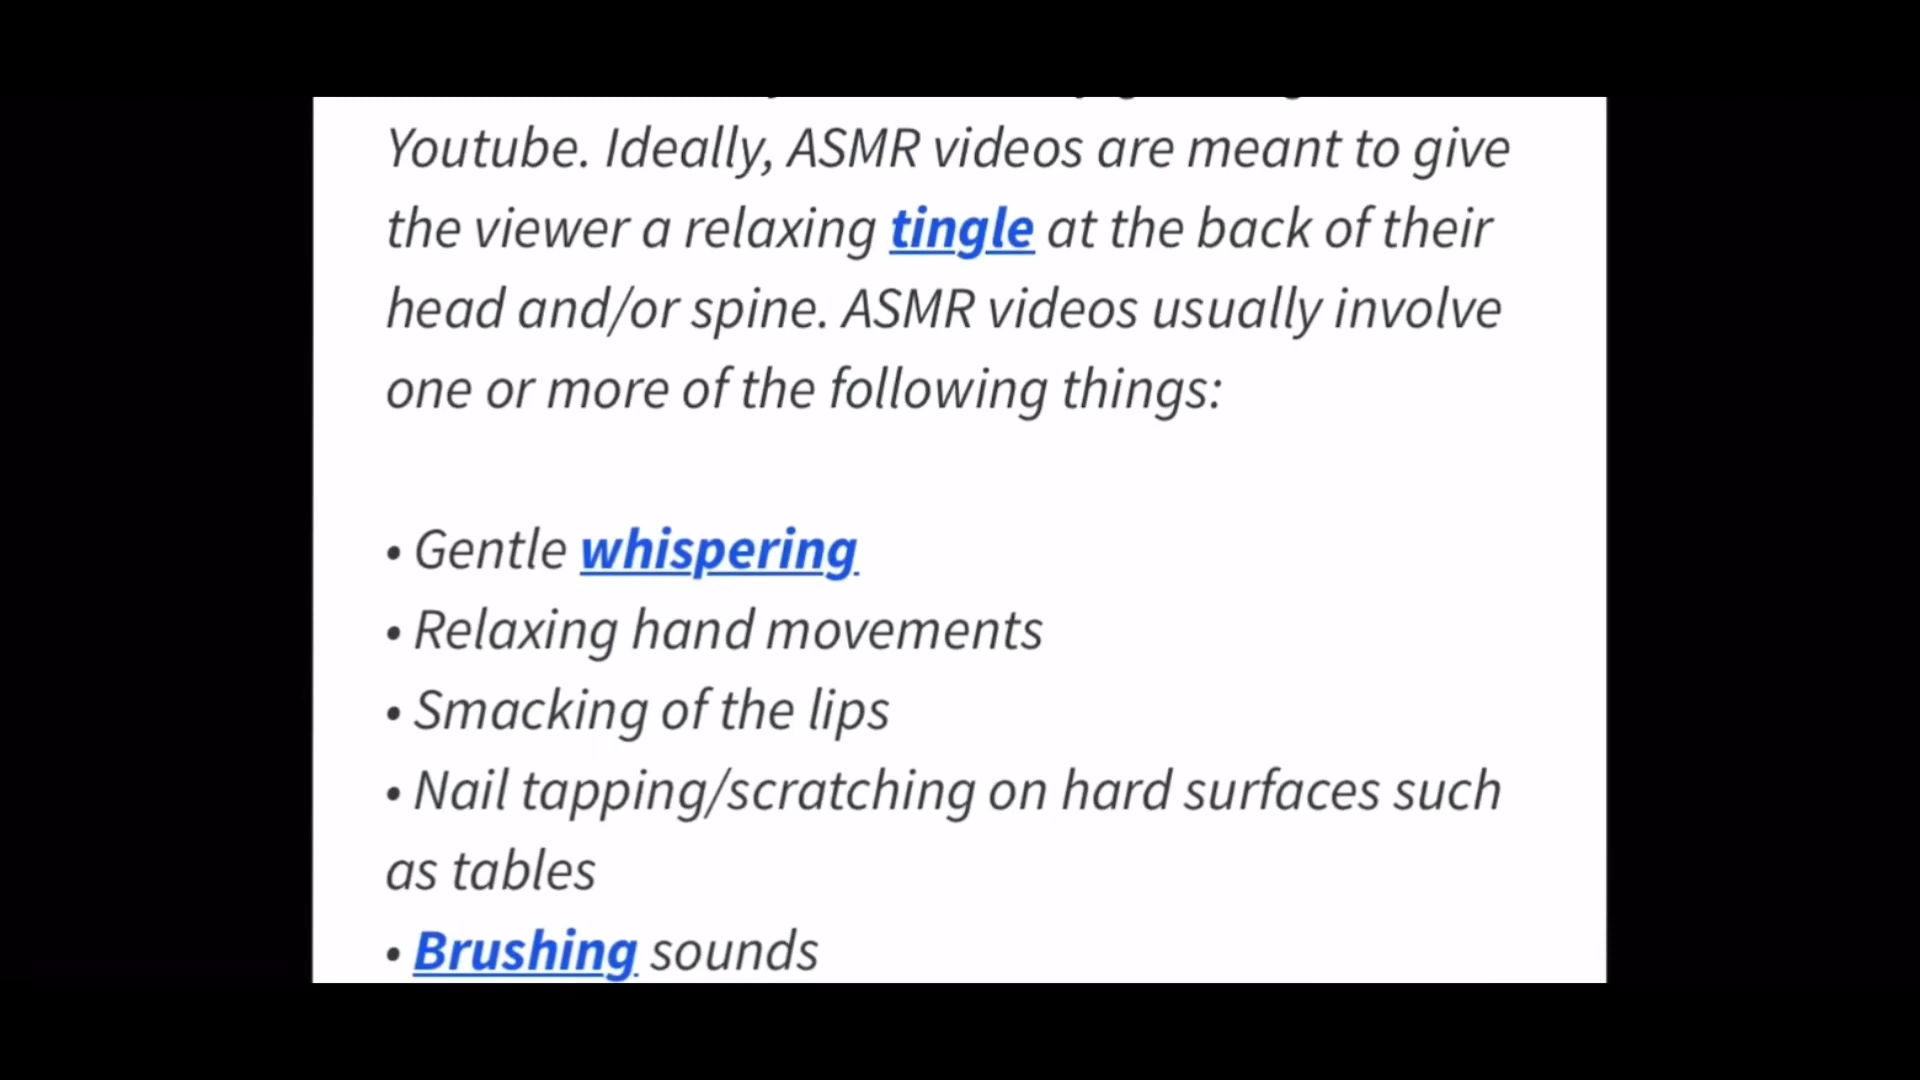 Youtube. Ideally, ASMR videos are meant to give
the viewer a relaxing tingle at the back of their
head and/or spine. ASMR videos usually involve
one or more of the following things:
• Gentle whispering
• Relaxing hand movements
• Smacking of the lips
• Nail tapping/scratching on hard surfaces such
as tables
• Brushing sounds